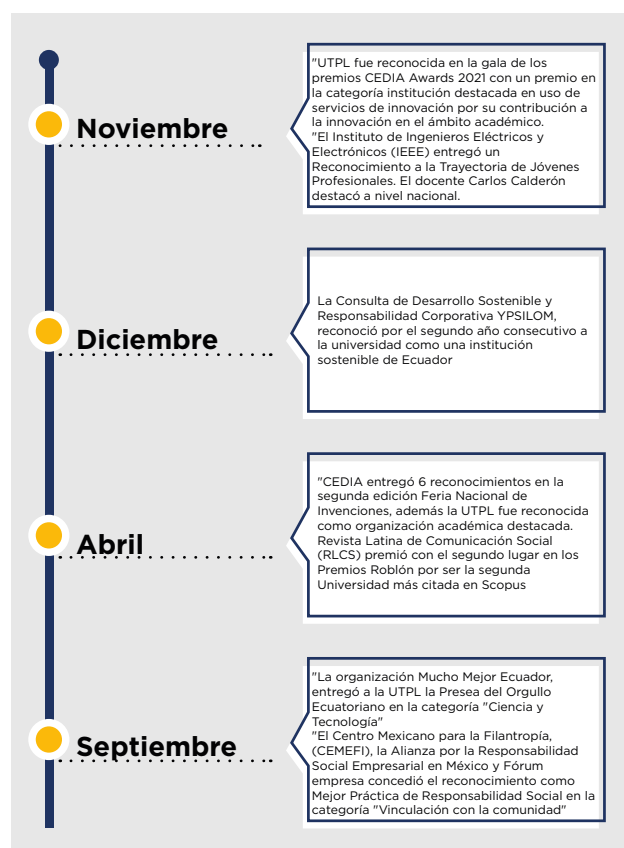 Noviembre
"UTPL fue reconocida en la gala de los
premios CEDIA Awards 2021 con un premio en
la categoría institución destacada en uso de
servicios de innovación por su contribución a
la innovación en el ámbito académico.
"El Instituto de Ingenieros Eléctricos y
Electrónicos (IEEE) entregó un
Reconocimiento a la Trayectoria de Jóvenes
Profesionales. El docente Carlos Calderón
destacó a nivel nacional.
Diciembre
La Consulta de Desarrollo Sostenible y
Responsabilidad Corporativa YPSILOM,
reconoció por el segundo año consecutivo a
la universidad como una institución
sostenible de Ecuador
Abril
"CEDIA entregó 6 reconocimientos en la
segunda edición Feria Nacional de
Invenciones, además la UTPL fue reconocida
como organización académica destacada.
Revista Latina de Comunicación Social
(RLCS) premió con el segundo lugar en los
Premios Roblón por ser la segunda
Universidad más citada en Scopus
Septiembre
"La organización Mucho Mejor Ecuador,
entregó a la UTPL la Presea del Orgullo
Ecuatoriano en la categoría "Ciencia y
Tecnología"
"El Centro Mexicano para la Filantropía,
(CEMEFI), la Alianza por la Responsabilidad
Social Empresarial en México y Fórum
empresa concedió el reconocimiento como
Mejor Práctica de Responsabilidad Social en la
categoría "Vinculación con la comunidad"